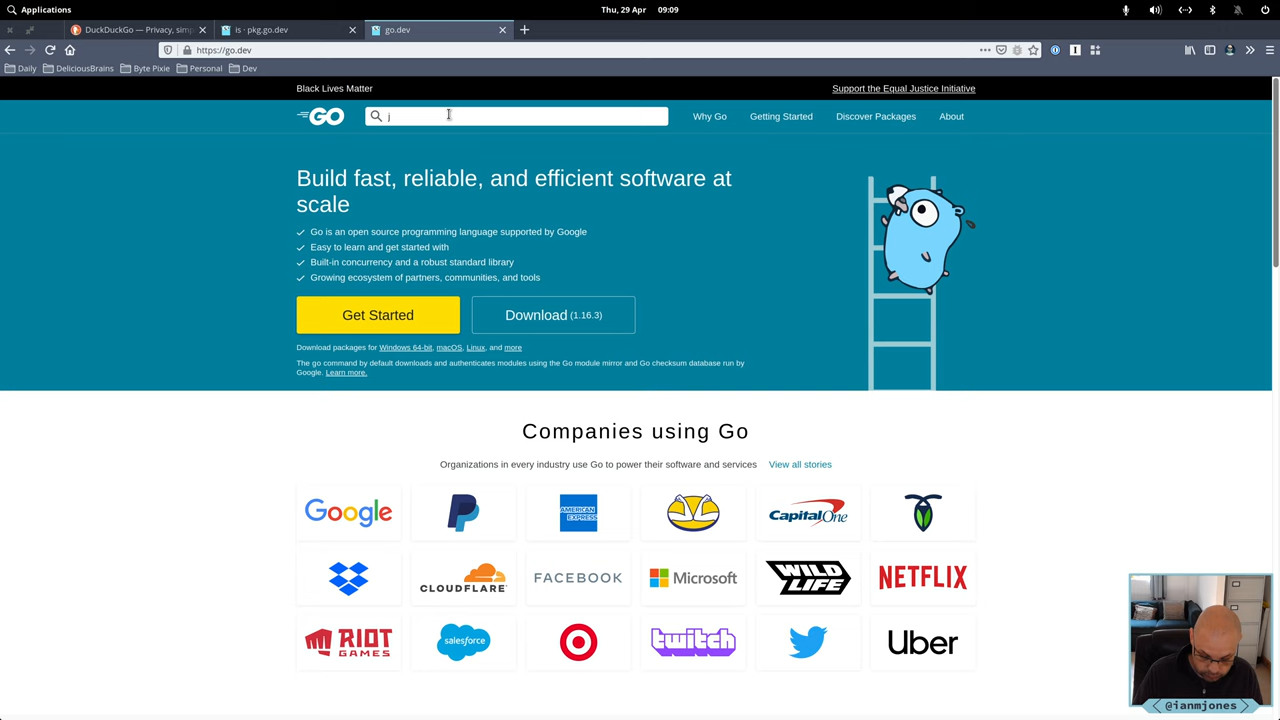 Applications
Thu, 29 Apr 09:09
DuckDuckGo — Privacy, simp
is · pkg.go.dev
go.dev
https://go.dev
Daily
DeliciousBrains
Byte Pixie
Personal
Dev
Black Lives Matter
Support the Equal Justice Initiative
GO
j
Why Go
Getting Started
Discover Packages
About
Build fast, reliable, and efficient software at
scale
Go is an open source programming language supported by Google
Easy to learn and get started with
Built-in concurrency and a robust standard library
Growing ecosystem of partners, communities, and tools
Get Started
Download (1.16.3)
Download packages for Windows 64-bit, macOS, Linux, and more
The go command by default downloads and authenticates modules using the Go module mirror and Go checksum database run by
Google. Learn more.
Companies using Go
Organizations in every industry use Go to power their software and services
View all stories
Google
AMERICAN
EXPRESS
Capital One
CLOUDFLARE
FACEBOOK
Microsoft
WILD
LIFE
NETFLIX
RIOT
GAMES
salesforce
twitch
Uber
@ianmjones